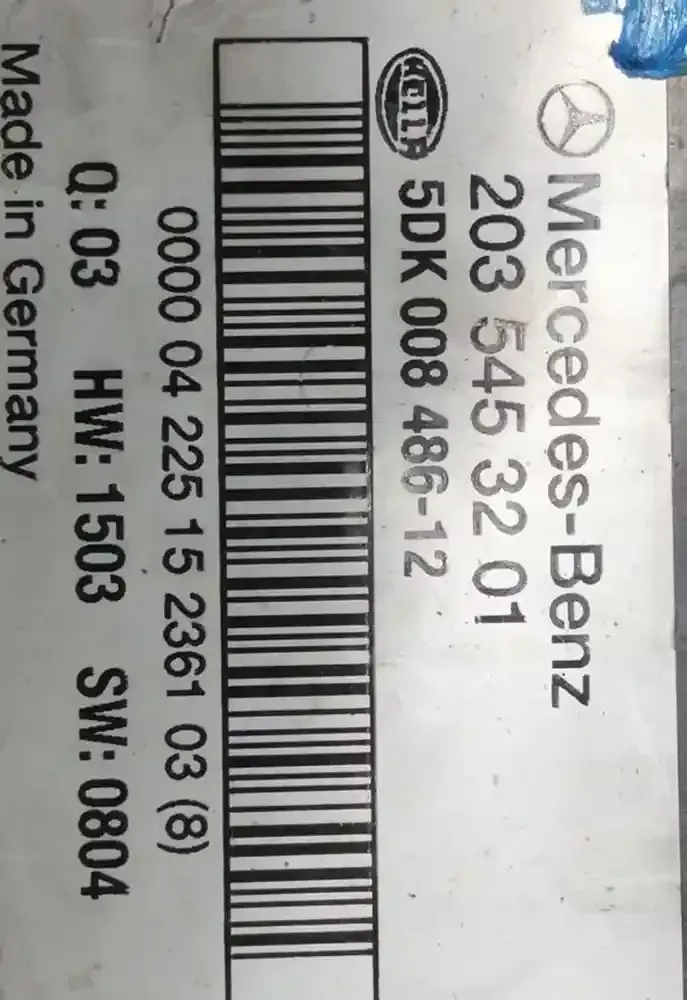 Mercedes-Benz
203 545 32 01
HELLA 5DK 008 486-12
0000 04 225 15 2361 03 (8)
Q: 03 HW: 1503 SW: 0804
Made in Germany